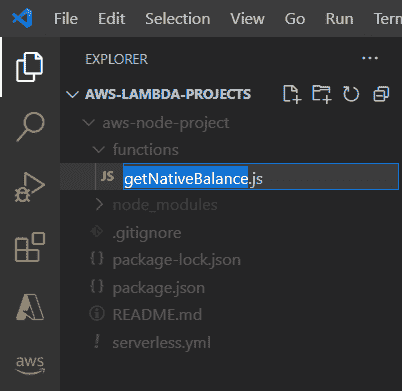 File Edit Selection View Go Run Term
EXPLORER
AWS-LAMBDA-PROJECTS
aws-node-project
functions
JS getNativeBalance.js
node_modules
.gitignore
package-lock.json
package.json
README.md
! serverless.yml
aws